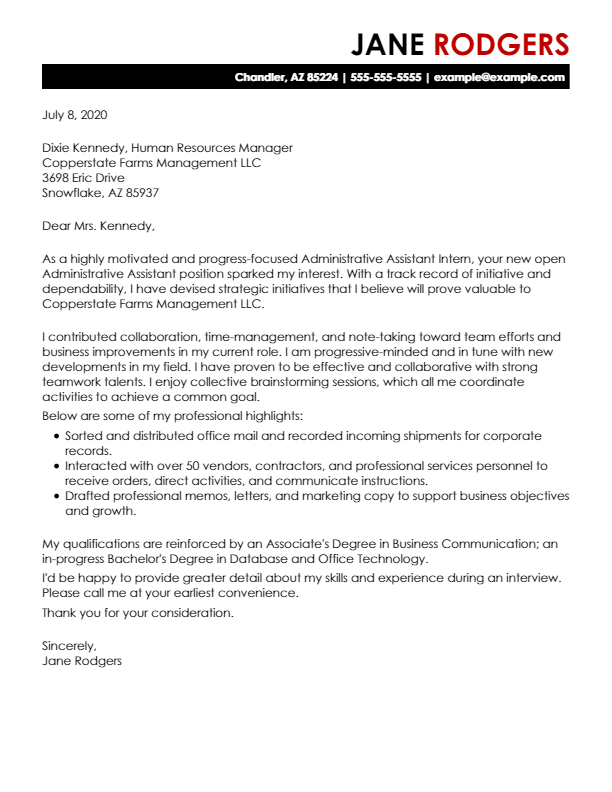 JANE RODGERS
Chandler, AZ 85224 | 555-555-5555 | example@example.com
July 8, 2020
Dixie Kennedy, Human Resources Manager
Copperstate Farms Management LLC
3698 Eric Drive
Snowflake, AZ 85937
Dear Mrs. Kennedy,
As a highly motivated and progress-focused Administrative Assistant Intern, your new open
Administrative Assistant position sparked my interest. With a track record of initiative and
dependability, I have devised strategic initiatives that I believe will prove valuable to
Copperstate Farms Management LLC.
I contributed collaboration, time-management, and note-taking toward team efforts and
business improvements in my current role. I am progressive-minded and in tune with new
developments in my field. I have proven to be effective and collaborative with strong
teamwork talents. I enjoy collective brainstorming sessions, which all me coordinate
activities to achieve a common goal.
Below are some of my professional highlights:
• Sorted and distributed office mail and recorded incoming shipments for corporate
records.
• Interacted with over 50 vendors, contractors, and professional services personnel to
receive orders, direct activities, and communicate instructions.
• Drafted professional memos, letters, and marketing copy to support business objectives
and growth.
My qualifications are reinforced by an Associate's Degree in Business Communication; an
in-progress Bachelor's Degree in Database and Office Technology.
I'd be happy to provide greater detail about my skills and experience during an interview.
Please call me at your earliest convenience.
Thank you for your consideration.
Sincerely,
Jane Rodgers